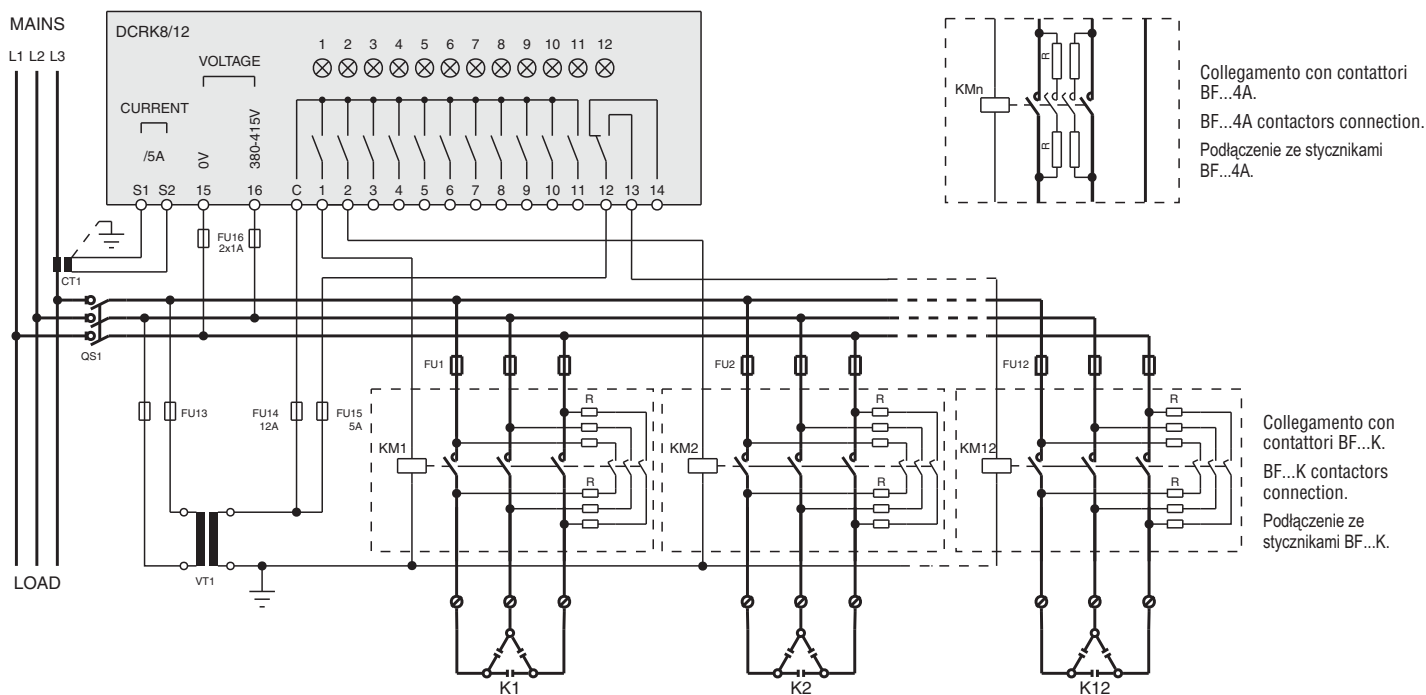 MAINS
L1 L2 L3
DCRK8/12
1 2 3 4 5 6 7 8 9 10 11 12
VOLTAGE
CURRENT
/5A
0V
380-415V
S1 S2 15 16 C 1 2 3 4 5 6 7 8 9 10 11 12 13 14
FU16
2x1A
CT1
QS1
KMn
R
R
Collegamento con contattori
BF...4A.
BF...4A contactors connection.
Podłączenie ze stycznikami
BF...4A.
FU1
FU2
FU12
FU13
FU14
12A
FU15
5A
KM1
R
R
KM2
R
R
KM12
R
R
Collegamento con
contattori BF...K.
BF...K contactors
connection.
Podłączenie ze
stycznikami BF...K.
LOAD
VT1
K1
K2
K12